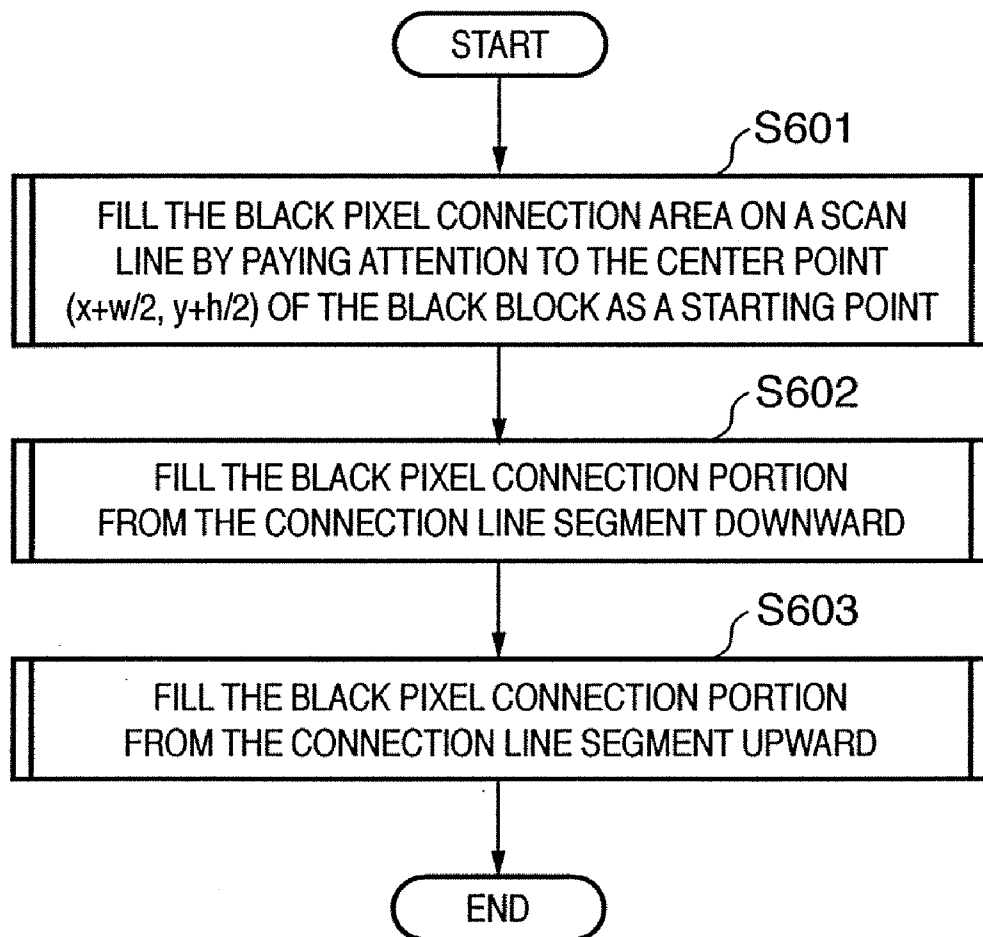 START
S601
FILL THE BLACK PIXEL CONNECTION AREA ON A SCAN
LINE BY PAYING ATTENTION TO THE CENTER POINT
(x+w/2, y+h/2) OF THE BLACK BLOCK AS A STARTING POINT
S602
FILL THE BLACK PIXEL CONNECTION PORTION
FROM THE CONNECTION LINE SEGMENT DOWNWARD
S603
FILL THE BLACK PIXEL CONNECTION PORTION
FROM THE CONNECTION LINE SEGMENT UPWARD
END